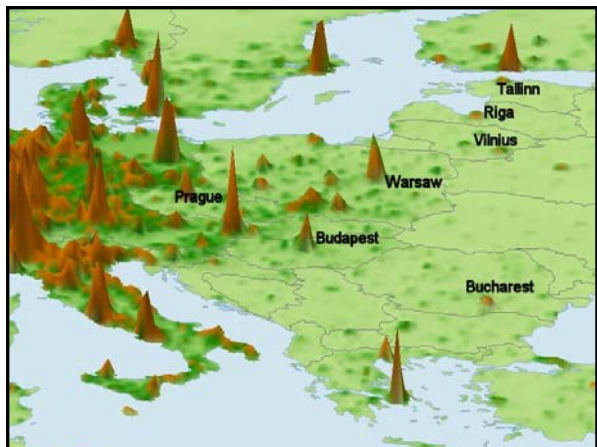 Tallinn
Riga
Vilnius
Warsaw
Prague
Budapest
Bucharest